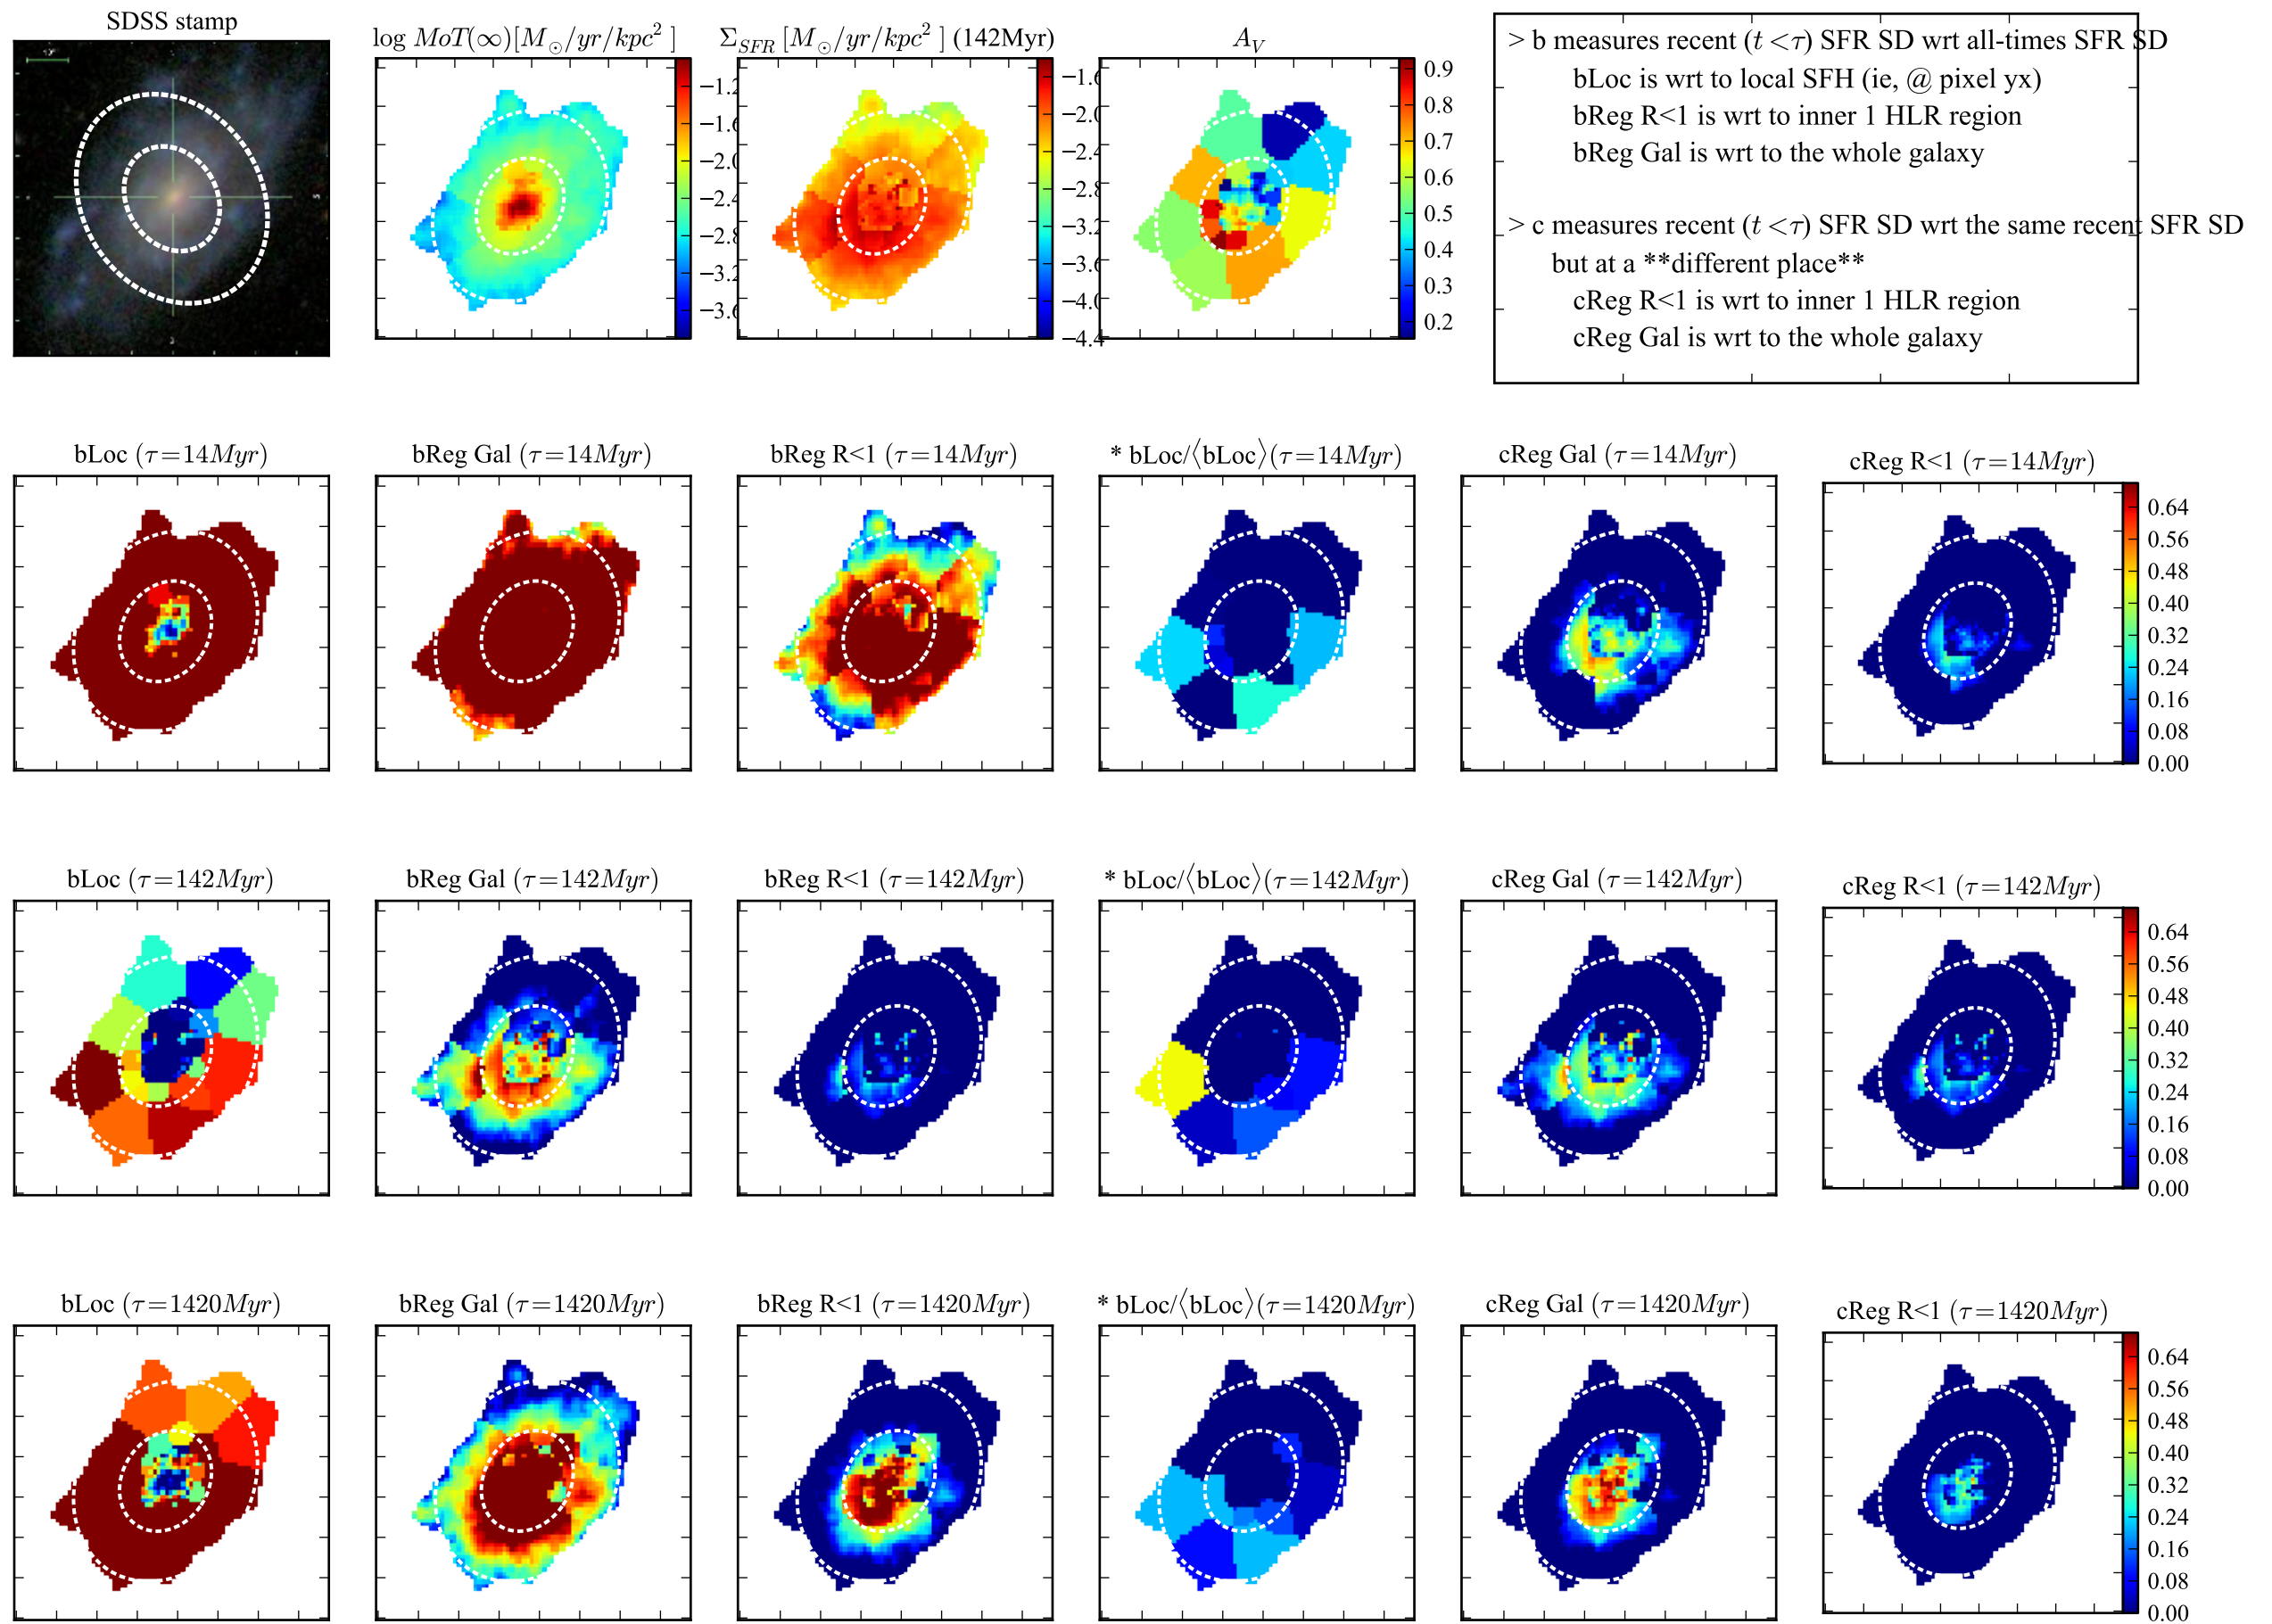 SDSS stamp
log MoT(∞)[M⊙/yr/kpc² ]
Σ_SFR [M⊙/yr/kpc² ] (142Myr)
A_V
−1.2
−1.6
−2.0
−2.4
−2.8
−3.2
−3.6
−1.6
−2.0
−2.4
−2.8
−3.2
−3.6
−4.0
−4.4
0.9
0.8
0.7
0.6
0.5
0.4
0.3
0.2
> b measures recent (t <τ) SFR SD wrt all-times SFR SD
bLoc is wrt to local SFH (ie, @ pixel yx)
bReg R<1 is wrt to inner 1 HLR region
bReg Gal is wrt to the whole galaxy
> c measures recent (t <τ) SFR SD wrt the same recent SFR SD
but at a **different place**
cReg R<1 is wrt to inner 1 HLR region
cReg Gal is wrt to the whole galaxy
bLoc (τ=14Myr)
bReg Gal (τ=14Myr)
bReg R<1 (τ=14Myr)
* bLoc/⟨bLoc⟩(τ=14Myr)
cReg Gal (τ=14Myr)
cReg R<1 (τ=14Myr)
0.64
0.56
0.48
0.40
0.32
0.24
0.16
0.08
0.00
bLoc (τ=142Myr)
bReg Gal (τ=142Myr)
bReg R<1 (τ=142Myr)
* bLoc/⟨bLoc⟩(τ=142Myr)
cReg Gal (τ=142Myr)
cReg R<1 (τ=142Myr)
0.64
0.56
0.48
0.40
0.32
0.24
0.16
0.08
0.00
bLoc (τ=1420Myr)
bReg Gal (τ=1420Myr)
bReg R<1 (τ=1420Myr)
* bLoc/⟨bLoc⟩(τ=1420Myr)
cReg Gal (τ=1420Myr)
cReg R<1 (τ=1420Myr)
0.64
0.56
0.48
0.40
0.32
0.24
0.16
0.08
0.00